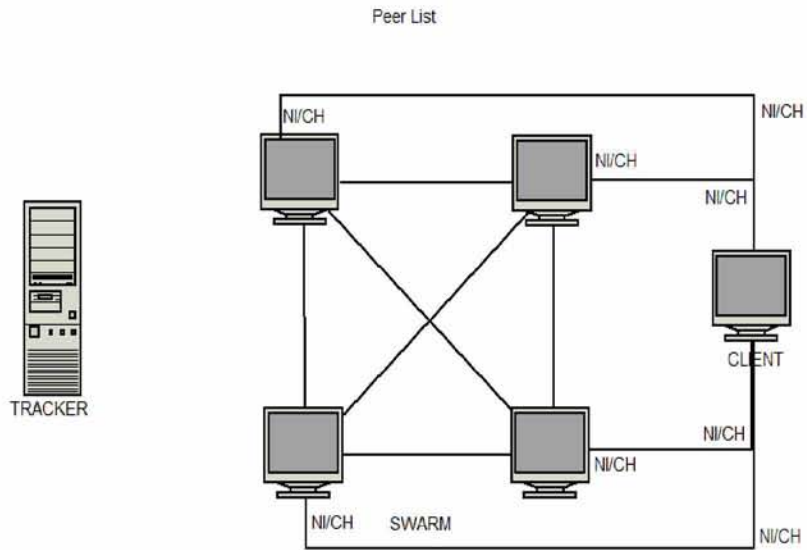 Peer List
NI/CH
NI/CH
NI/CH
NI/CH
CLIENT
TRACKER
NI/CH
NI/CH
NI/CH SWARM
NI/CH